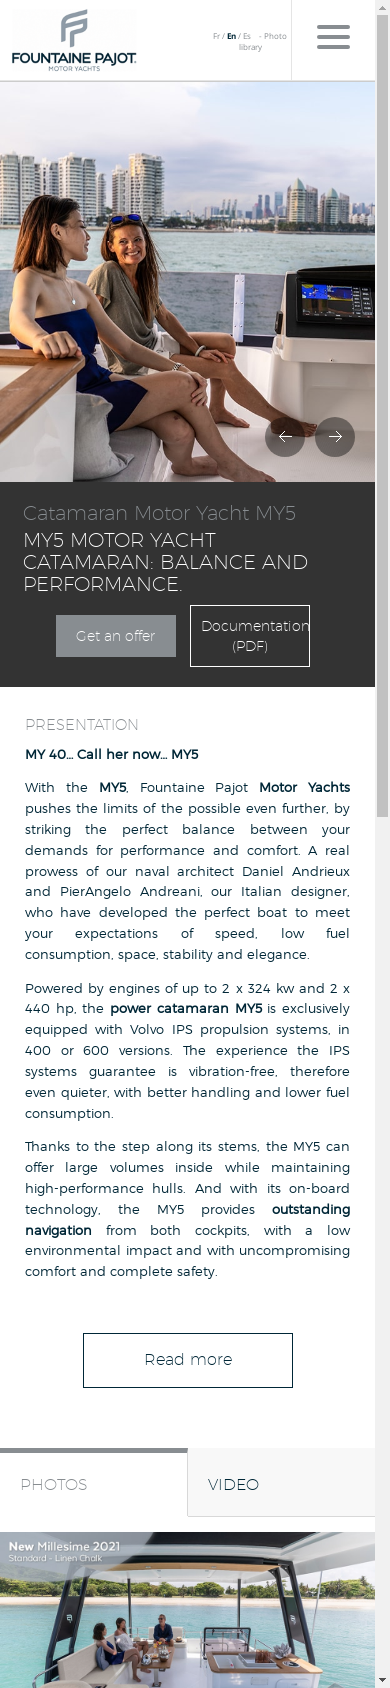 FOUNTAINE PAJOT
MOTOR YACHTS
Fr / En / Es - Photo
library
Catamaran Motor Yacht MY5
MY5 MOTOR YACHT
CATAMARAN: BALANCE AND
PERFORMANCE.
Get an offer
Documentation
(PDF)
PRESENTATION
MY 40... Call her now... MY5
With the MY5, Fountaine Pajot Motor Yachts
pushes the limits of the possible even further, by
striking the perfect balance between your
demands for performance and comfort. A real
prowess of our naval architect Daniel Andrieux
and PierAngelo Andreani, our Italian designer,
who have developed the perfect boat to meet
your expectations of speed, low fuel
consumption, space, stability and elegance.
Powered by engines of up to 2 x 324 kw and 2 x
440 hp, the power catamaran MY5 is exclusively
equipped with Volvo IPS propulsion systems, in
400 or 600 versions. The experience the IPS
systems guarantee is vibration-free, therefore
even quieter, with better handling and lower fuel
consumption.
Thanks to the step along its stems, the MY5 can
offer large volumes inside while maintaining
high-performance hulls. And with its on-board
technology, the MY5 provides outstanding
navigation from both cockpits, with a low
environmental impact and with uncompromising
comfort and complete safety.
Read more
PHOTOS
VIDEO
New Millesime 2021
Standard - Linen Chalk